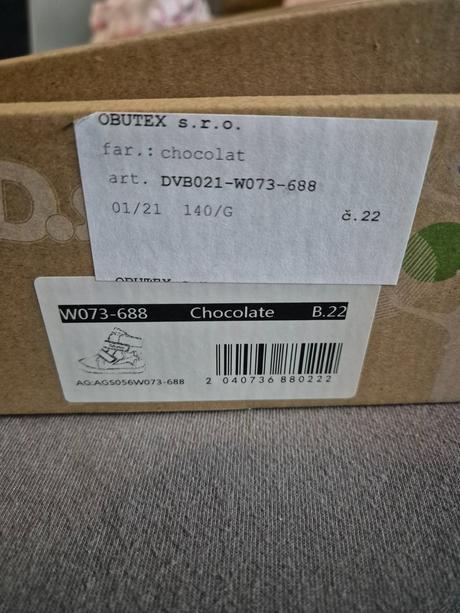 OBUTEX s.r.o.
far.: chocolat
art. DVB021-W073-688
01/21 140/G č.22
D.
W073-688 Chocolate B.22
AG:AGS056W073-688
2 040736 880222